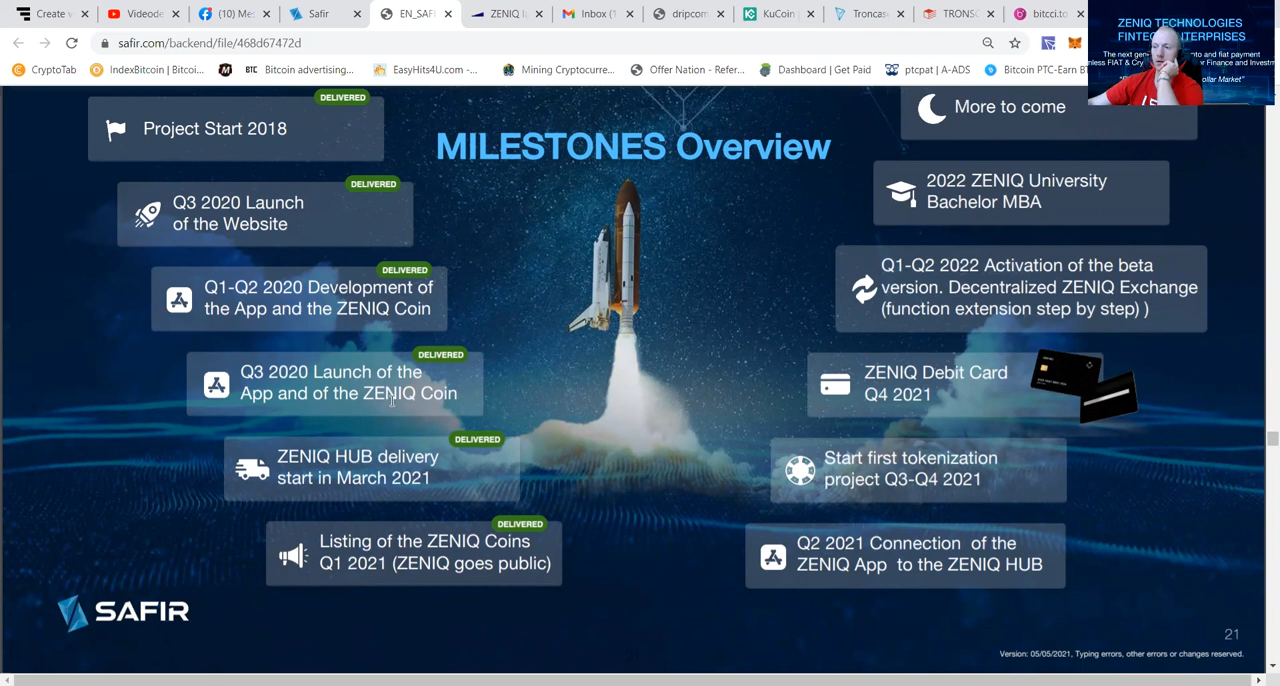 Create v
Videode
(10) Me
Safir
EN_SAFI
ZENIQ
Inbox (1
dripcom
KuCoin
Troncas
TRONSC
bitcci.to
safir.com/backend/file/468d67472d
CryptoTab
IndexBitcoin | Bitcoi...
BTC Bitcoin advertising...
EasyHits4U.com -...
Mining Cryptocurre...
Offer Nation - Refer...
Dashboard | Get Paid
ptcpat | A-ADS
Bitcoin PTC-Earn BT
ZENIQ TECHNOLOGIES
DELIVERED
Project Start 2018
MILESTONES Overview
More to come
DELIVERED
Q3 2020 Launch
of the Website
2022 ZENIQ University
Bachelor MBA
DELIVERED
Q1-Q2 2020 Development of
the App and the ZENIQ Coin
Q1-Q2 2022 Activation of the beta
version. Decentralized ZENIQ Exchange
(function extension step by step) )
DELIVERED
Q3 2020 Launch of the
App and of the ZENIQ Coin
ZENIQ Debit Card
Q4 2021
DELIVERED
ZENIQ HUB delivery
start in March 2021
Start first tokenization
project Q3-Q4 2021
DELIVERED
Listing of the ZENIQ Coins
Q1 2021 (ZENIQ goes public)
Q2 2021 Connection of the
ZENIQ App to the ZENIQ HUB
SAFIR
21
Version: 05/05/2021, Typing errors, other errors or changes reserved.